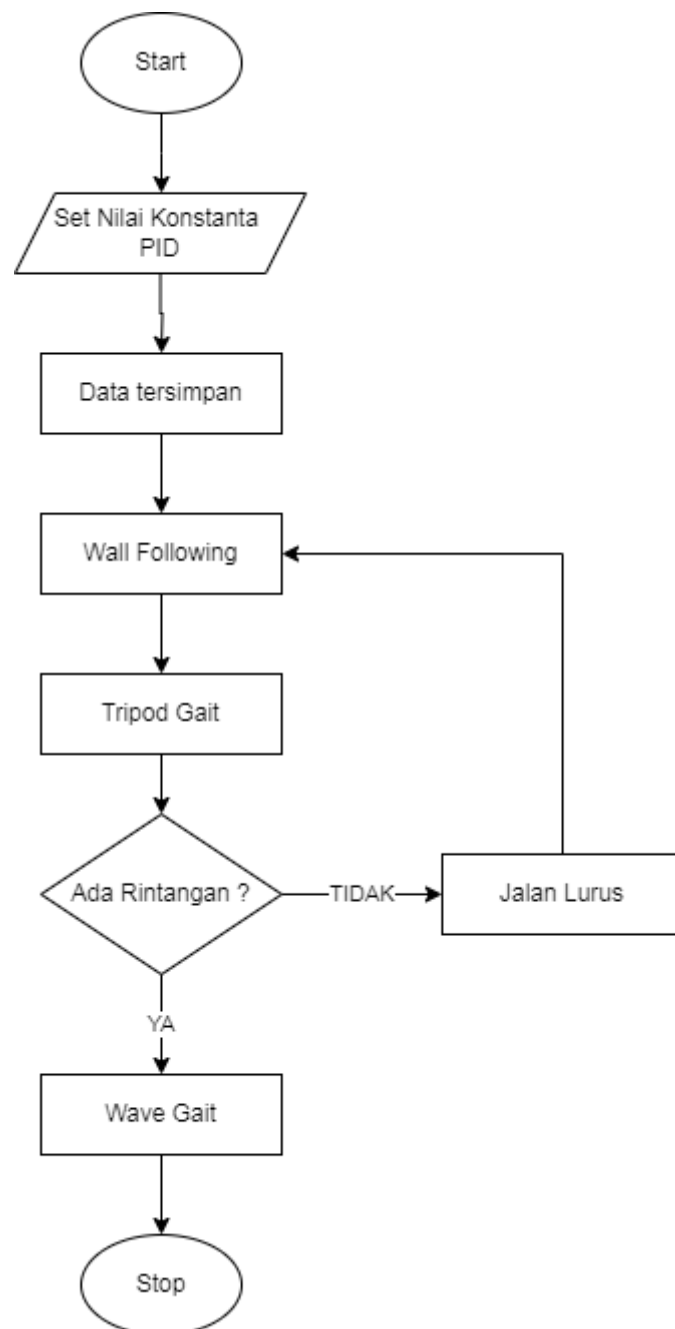 Start
Set Nilai Konstanta
PID
Data tersimpan
Wall Following
Tripod Gait
Ada Rintangan ?
TIDAK
Jalan Lurus
YA
Wave Gait
Stop